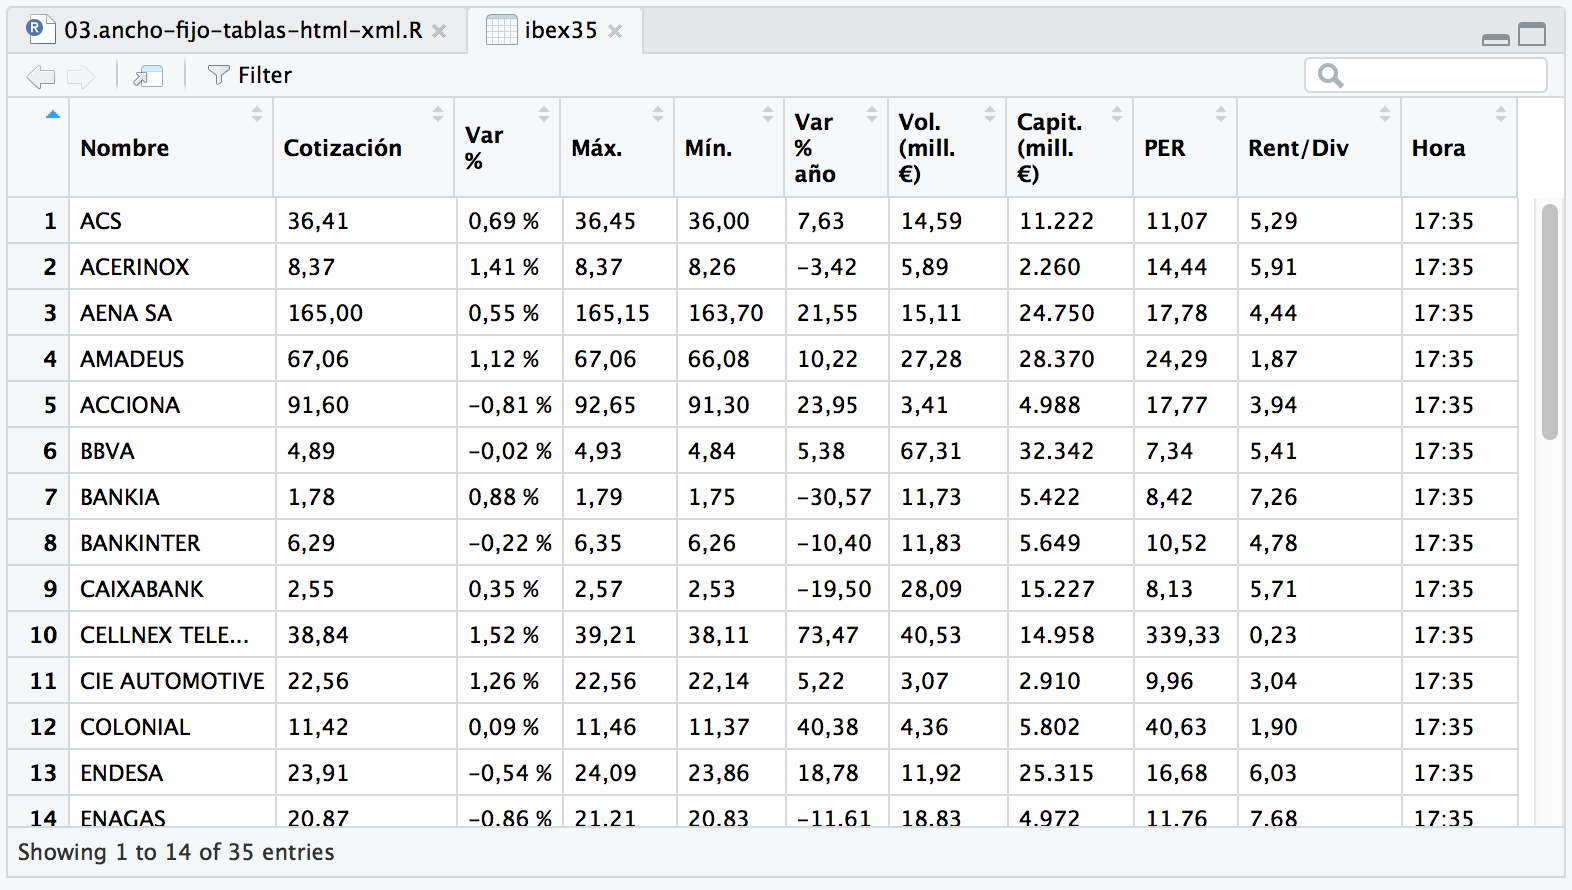 03.ancho-fijo-tablas-html-xml.R ibex35
Filter
Nombre Cotización Var % Máx. Mín. Var % año Vol. (mill. €) Capit. (mill. €) PER Rent/Div Hora
1 ACS 36,41 0,69 % 36,45 36,00 7,63 14,59 11.222 11,07 5,29 17:35
2 ACERINOX 8,37 1,41 % 8,37 8,26 −3,42 5,89 2.260 14,44 5,91 17:35
3 AENA SA 165,00 0,55 % 165,15 163,70 21,55 15,11 24.750 17,78 4,44 17:35
4 AMADEUS 67,06 1,12 % 67,06 66,08 10,22 27,28 28.370 24,29 1,87 17:35
5 ACCIONA 91,60 −0,81 % 92,65 91,30 23,95 3,41 4.988 17,77 3,94 17:35
6 BBVA 4,89 −0,02 % 4,93 4,84 5,38 67,31 32.342 7,34 5,41 17:35
7 BANKIA 1,78 0,88 % 1,79 1,75 −30,57 11,73 5.422 8,42 7,26 17:35
8 BANKINTER 6,29 −0,22 % 6,35 6,26 −10,40 11,83 5.649 10,52 4,78 17:35
9 CAIXABANK 2,55 0,35 % 2,57 2,53 −19,50 28,09 15.227 8,13 5,71 17:35
10 CELLNEX TELE... 38,84 1,52 % 39,21 38,11 73,47 40,53 14.958 339,33 0,23 17:35
11 CIE AUTOMOTIVE 22,56 1,26 % 22,56 22,14 5,22 3,07 2.910 9,96 3,04 17:35
12 COLONIAL 11,42 0,09 % 11,46 11,37 40,38 4,36 5.802 40,63 1,90 17:35
13 ENDESA 23,91 −0,54 % 24,09 23,86 18,78 11,92 25.315 16,68 6,03 17:35
14 ENAGAS 20,87 −0,86 % 21,21 20,83 −11,61 18,83 4.972 11,76 7,68 17:35
Showing 1 to 14 of 35 entries